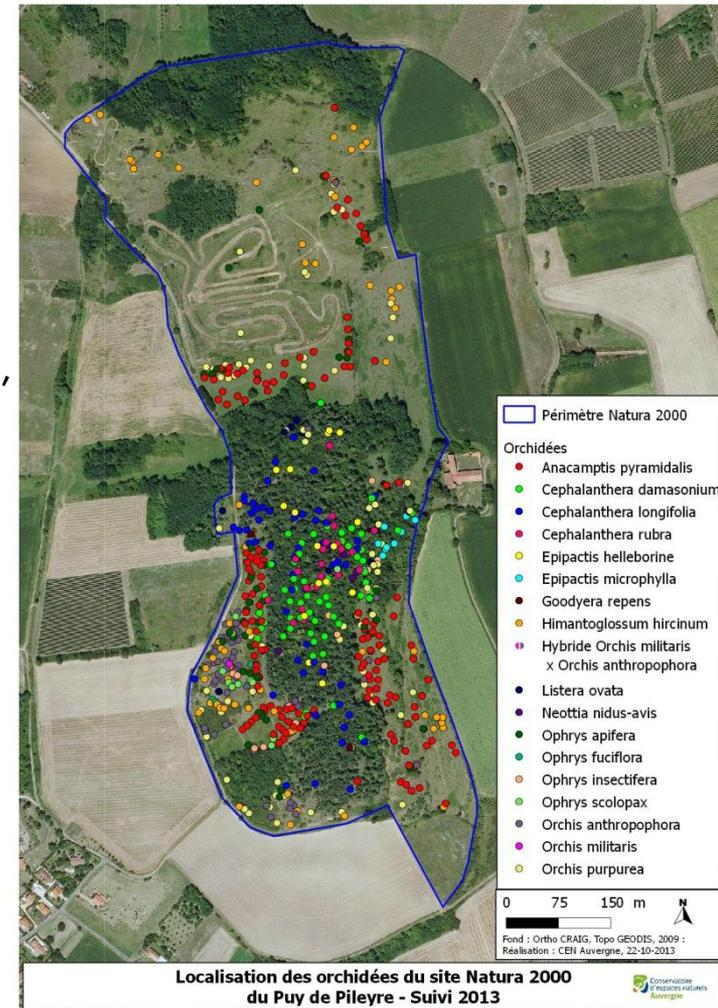 ,
Périmètre Natura 2000
Orchidées
Anacamptis pyramidalis
Cephalanthera damasonium
Cephalanthera longifolia
Cephalanthera rubra
Epipactis helleborine
Epipactis microphylla
Goodyera repens
Himantoglossum hircinum
Hybride Orchis militaris
x Orchis anthropophora
Listera ovata
Neottia nidus-avis
Ophrys apifera
Ophrys fuciflora
Ophrys insectifera
Ophrys scolopax
Orchis anthropophora
Orchis militaris
Orchis purpurea
0 75 150 m
N
Fond : Ortho CRAIG, Topo GEODIS, 2009 :
Réalisation : CEN Auvergne, 22-10-2013
Localisation des orchidées du site Natura 2000
du Puy de Pileyre - Suivi 2013
Conservatoire
d'espaces naturels
Auvergne